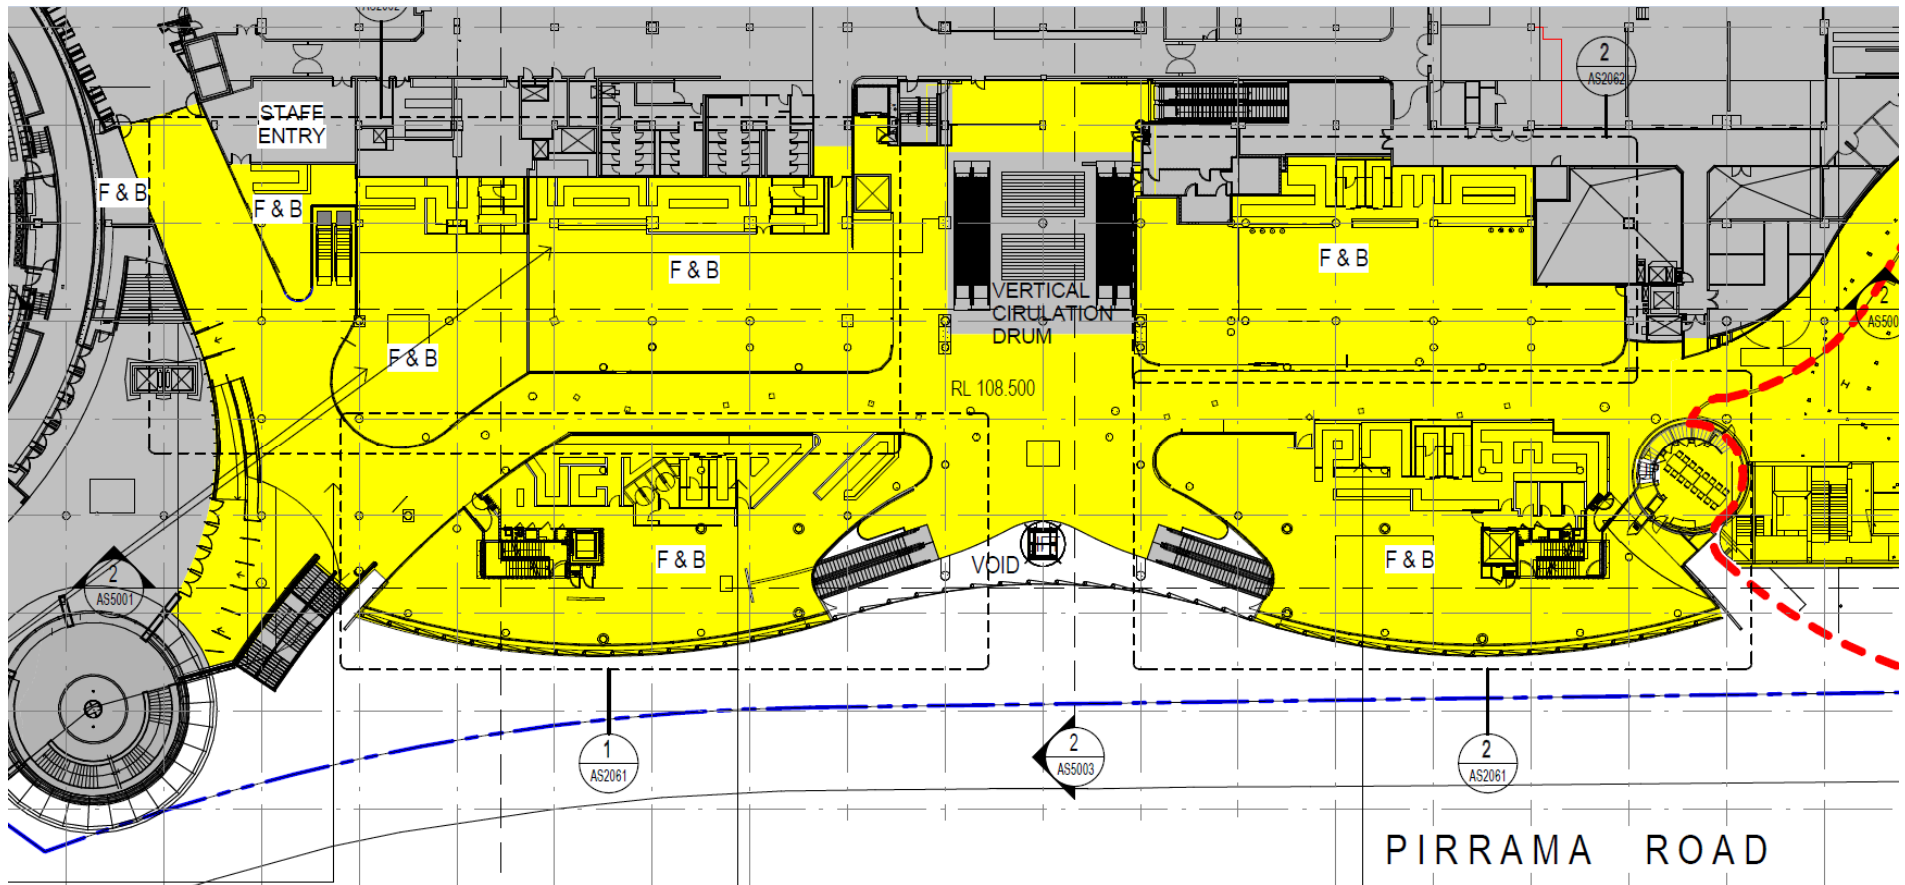 AS2062
2
AS2062
STAFF
ENTRY
F & B
F & B
F & B
F & B
F & B
VERTICAL
CIRULATION
DRUM
2
AS500
RL 108.500
F & B
VOID
F & B
2
AS5001
1
AS2061
2
AS5003
2
AS2061
PIRRAMA ROAD